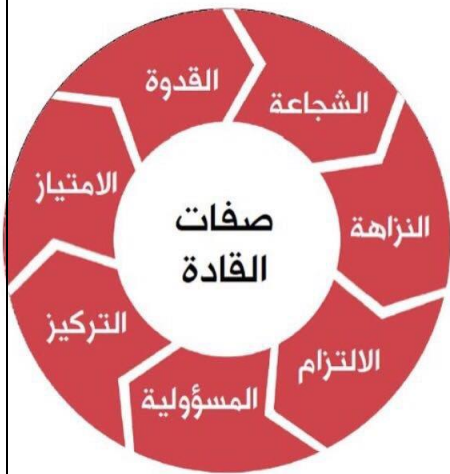 صفات
القادة
الشجاعة
النزاهة
الالتزام
المسؤولية
التركيز
الامتياز
القدوة